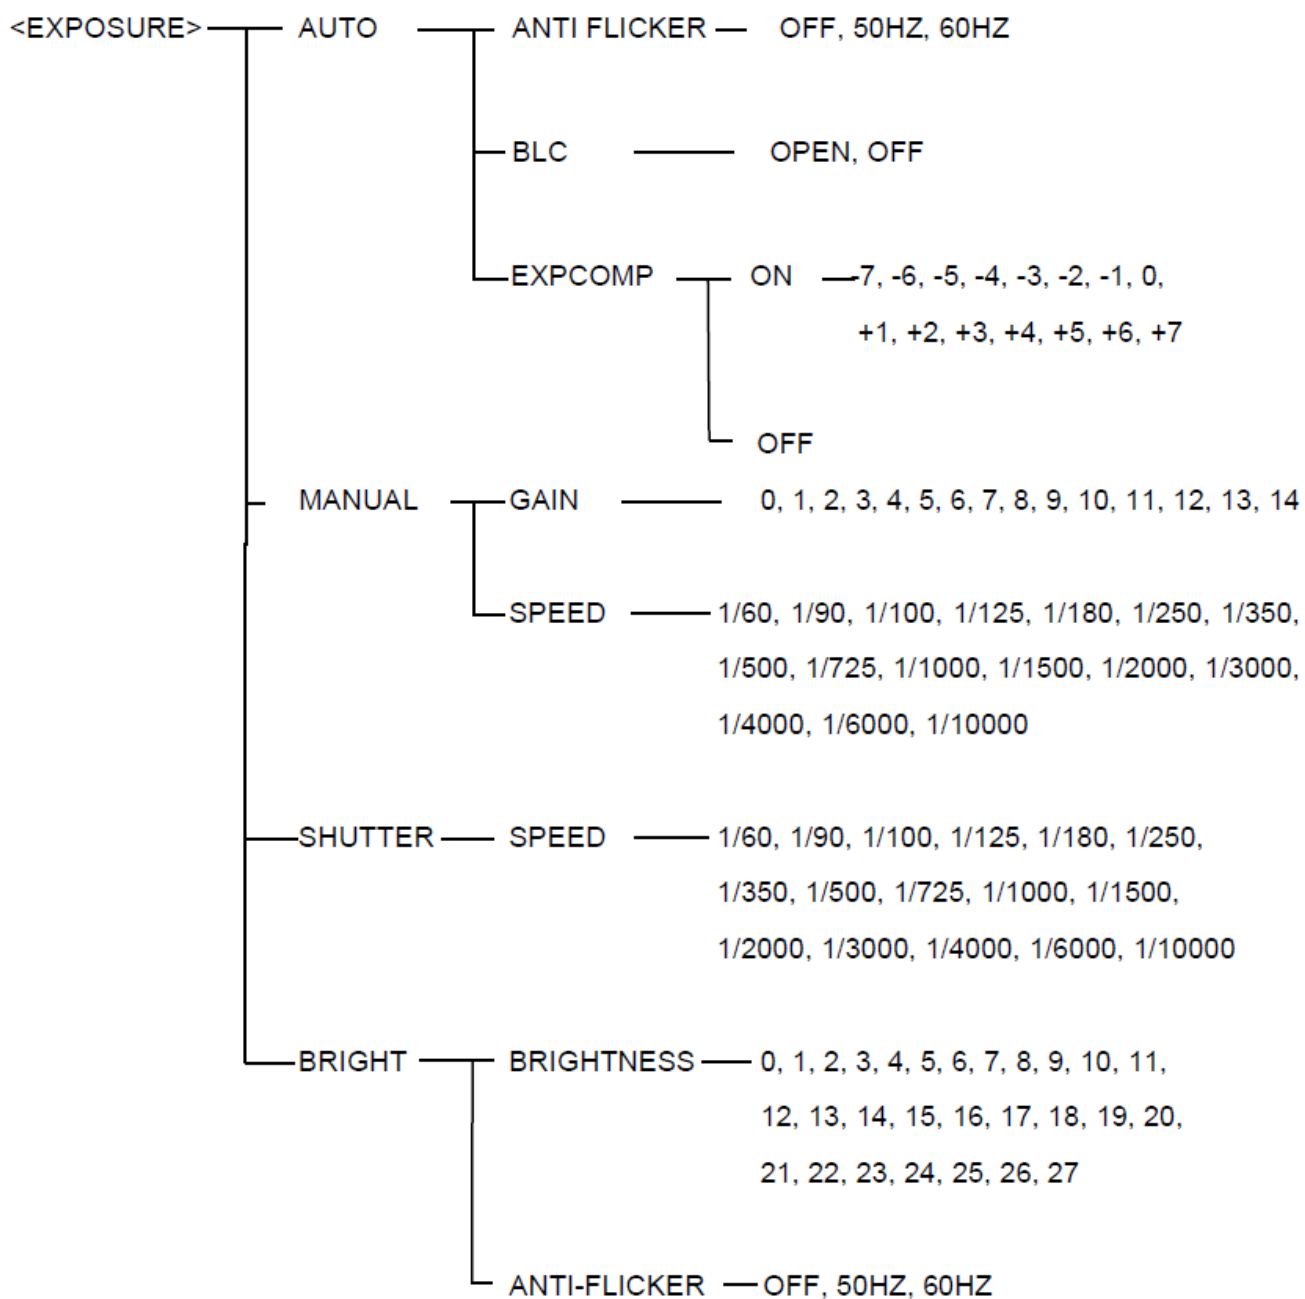 <EXPOSURE> AUTO ANTI FLICKER OFF, 50HZ, 60HZ
BLC OPEN, OFF
EXPCOMP ON -7, -6, -5, -4, -3, -2, -1, 0,
+1, +2, +3, +4, +5, +6, +7
OFF
MANUAL GAIN 0, 1, 2, 3, 4, 5, 6, 7, 8, 9, 10, 11, 12, 13, 14
SPEED 1/60, 1/90, 1/100, 1/125, 1/180, 1/250, 1/350,
1/500, 1/725, 1/1000, 1/1500, 1/2000, 1/3000,
1/4000, 1/6000, 1/10000
SHUTTER SPEED 1/60, 1/90, 1/100, 1/125, 1/180, 1/250,
1/350, 1/500, 1/725, 1/1000, 1/1500,
1/2000, 1/3000, 1/4000, 1/6000, 1/10000
BRIGHT BRIGHTNESS 0, 1, 2, 3, 4, 5, 6, 7, 8, 9, 10, 11,
12, 13, 14, 15, 16, 17, 18, 19, 20,
21, 22, 23, 24, 25, 26, 27
ANTI-FLICKER OFF, 50HZ, 60HZ